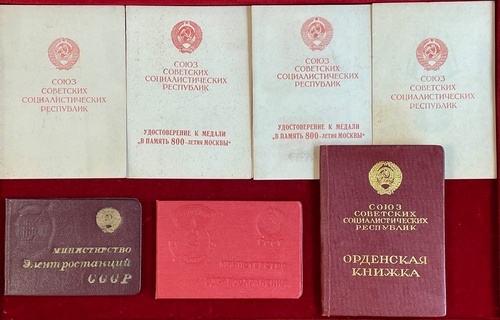 СОЮЗ
СОВЕТСКИХ
СОЦИАЛИСТИЧЕСКИХ
РЕСПУБЛИК
СОЮЗ
СОВЕТСКИХ
СОЦИАЛИСТИЧЕСКИХ
РЕСПУБЛИК
УДОСТОВЕРЕНИЕ К МЕДАЛИ
„В ПАМЯТЬ 800-ЛЕТИЯ МОСКВЫ"
СОЮЗ
СОВЕТСКИХ
СОЦИАЛИСТИЧЕСКИХ
РЕСПУБЛИК
УДОСТОВЕРЕНИЕ К МЕДАЛИ
„В ПАМЯТЬ 800-ЛЕТИЯ МОСКВЫ"
СОЮЗ
СОВЕТСКИХ
СОЦИАЛИСТИЧЕСКИХ
РЕСПУБЛИК
МИНИСТЕРСТВО
Электростанций
СССР
МИНИСТЕРСТВО
СОЮЗ
СОВЕТСКИХ
СОЦИАЛИСТИЧЕСКИХ
РЕСПУБЛИК
ОРДЕНСКАЯ
КНИЖКА